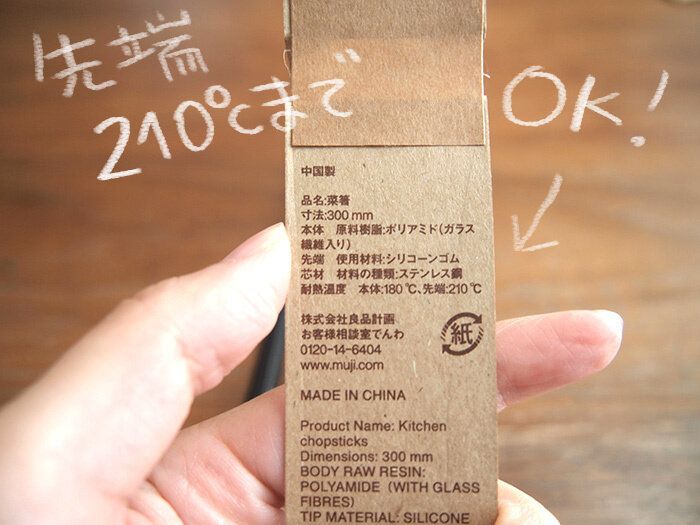 先端
210℃まで
OK!
中国製
品名:菜箸
寸法:300 mm
本体 原料樹脂:ポリアミド(ガラス
繊維入り)
先端 使用材料:シリコーンゴム
芯材 材料の種類:ステンレス鋼
耐熱温度 本体:180℃、先端:210℃
株式会社良品計画
お客様相談室でんわ
0120-14-6404
www.muji.com
紙
MADE IN CHINA
Product Name: Kitchen
chopsticks
Dimensions: 300 mm
BODY RAW RESIN:
POLYAMIDE (WITH GLASS
FIBRES)
TIP MATERIAL: SILICONE